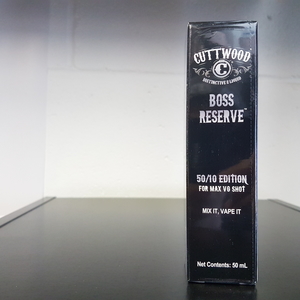 CUTTWOOD
C
DISTINCTIVE E-LIQUID
BOSS
RESERVE™
50/10 EDITION
FOR MAX VG SHOT
MIX IT, VAPE IT
Net Contents: 50 mL